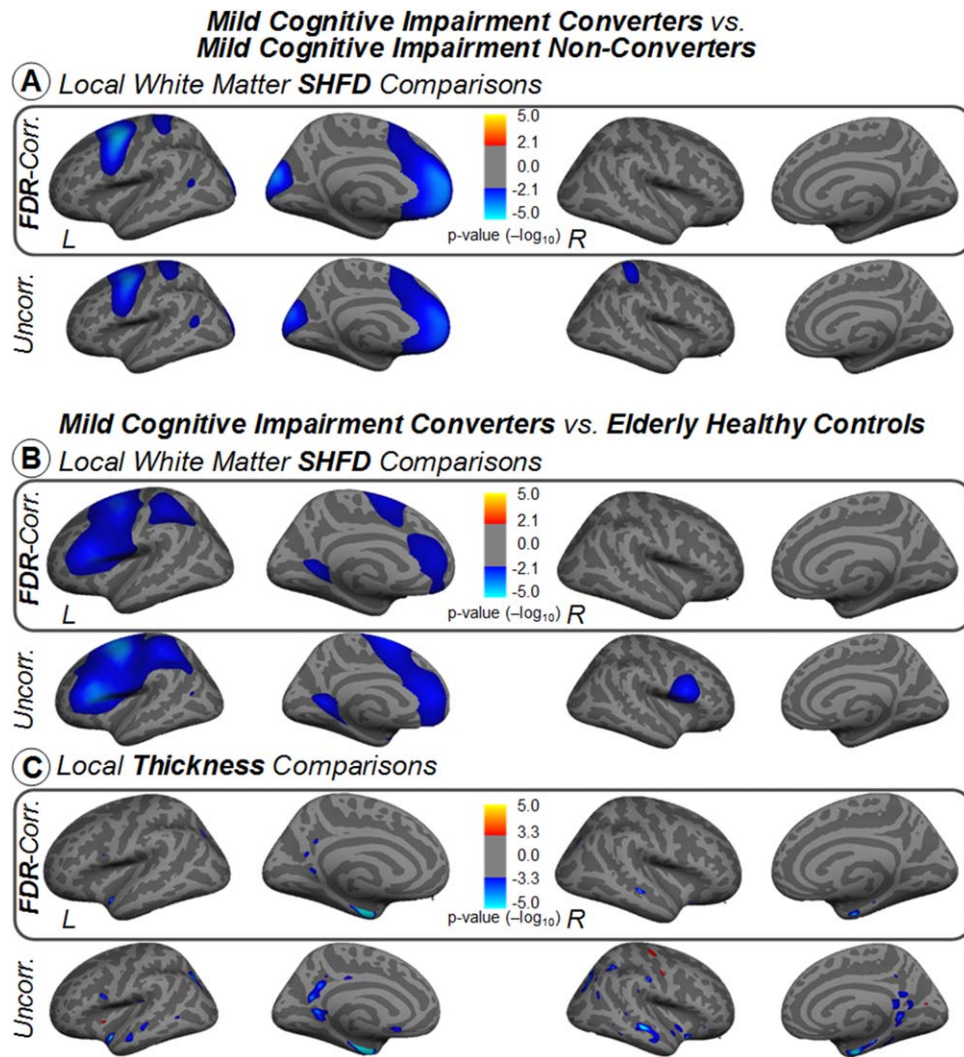 Mild Cognitive Impairment Converters vs.
Mild Cognitive Impairment Non-Converters
A Local White Matter SHFD Comparisons
FDR-Corr.
5.0
2.1
0.0
-2.1
-5.0
p-value (–log10)
L
R
Uncorr.
Mild Cognitive Impairment Converters vs. Elderly Healthy Controls
B Local White Matter SHFD Comparisons
FDR-Corr.
5.0
2.1
0.0
-2.1
-5.0
p-value (–log10)
L
R
Uncorr.
C Local Thickness Comparisons
FDR-Corr.
5.0
3.3
0.0
-3.3
-5.0
p-value (–log10)
L
R
Uncorr.